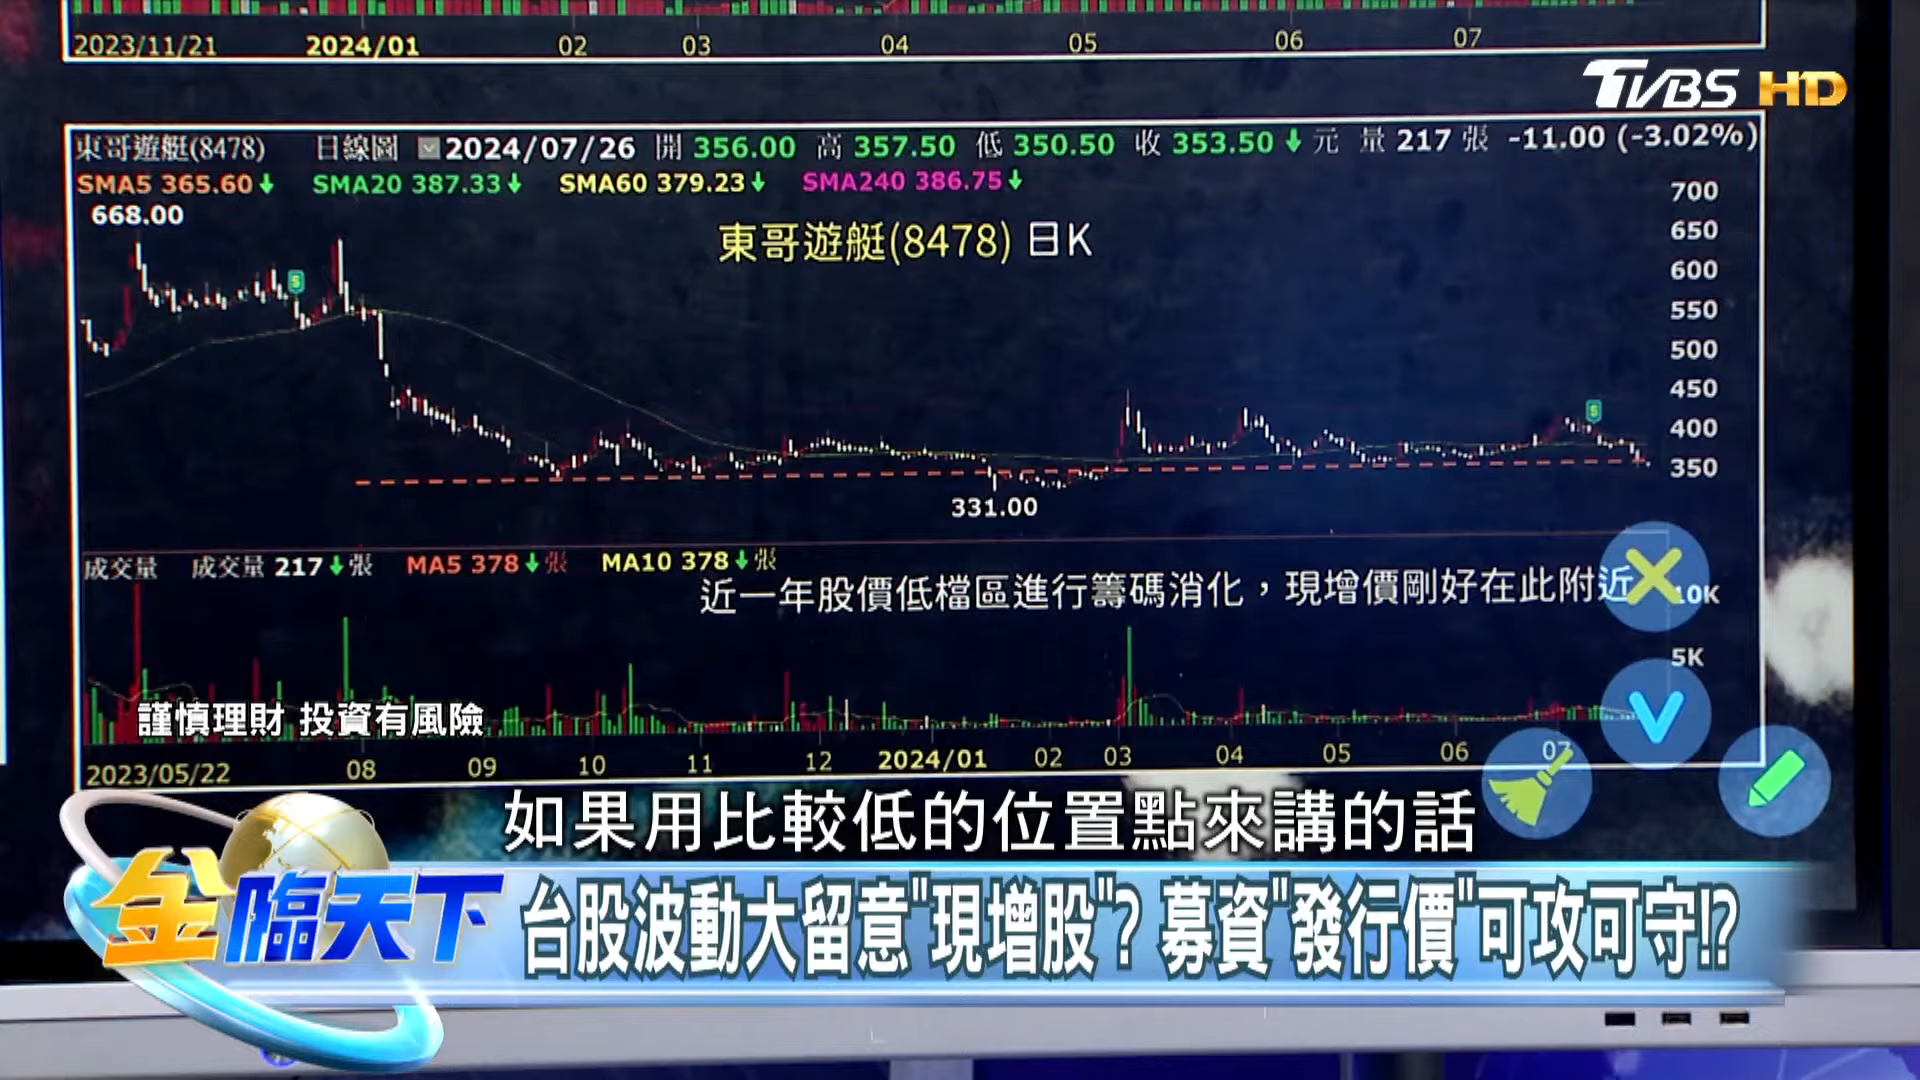 2023/11/21 2024/01 02 03 04 05 06 07
TVBS HD
東哥遊艇(8478) 日線圖 2024/07/26 開 356.00 高 357.50 低 350.50 收 353.50↓元 量 217 張 -11.00 (-3.02%)
SMA5 365.60↓ SMA20 387.33↓ SMA60 379.23↓ SMA240 386.75↓
668.00
東哥遊艇(8478) 日K
700
650
600
550
500
450
400
350
S
S
331.00
成交量 成交量 217↓張 MA5 378↓張 MA10 378↓張
近一年股價低檔區進行籌碼消化，現增價剛好在此附近
10K
5K
謹慎理財 投資有風險
2023/05/22 08 09 10 11 12 2024/01 02 03 04 05 06 07
如果用比較低的位置點來講的話
金臨天下
台股波動大留意"現增股"? 募資"發行價"可攻可守!?